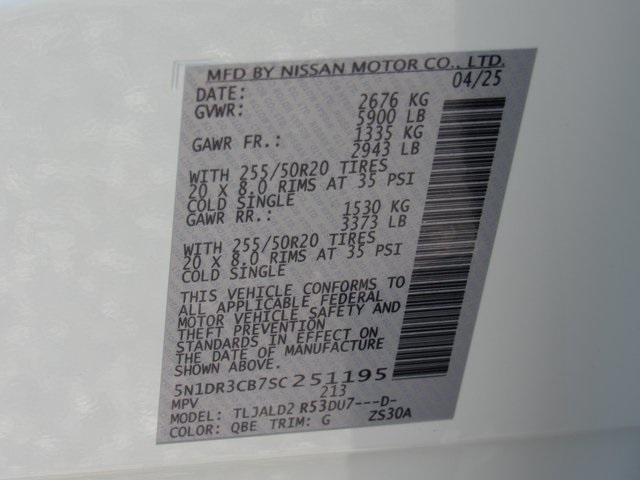 MFD BY NISSAN MOTOR CO., LTD.
DATE: 04/25
GVWR: 2676 KG
5900 LB
GAWR FR.: 1335 KG
2943 LB
WITH 255/50R20 TIRES
20 X 8.0 RIMS AT 35 PSI
COLD SINGLE
GAWR RR.: 1530 KG
3373 LB
WITH 255/50R20 TIRES
20 X 8.0 RIMS AT 35 PSI
COLD SINGLE
THIS VEHICLE CONFORMS TO
ALL APPLICABLE FEDERAL
MOTOR VEHICLE SAFETY AND
THEFT PREVENTION
STANDARDS IN EFFECT ON
THE DATE OF MANUFACTURE
SHOWN ABOVE.
5N1DR3CB7SC251195
MPV 213
MODEL: TLJALD2 R53DU7---D-
COLOR: QBE TRIM: G ZS30A